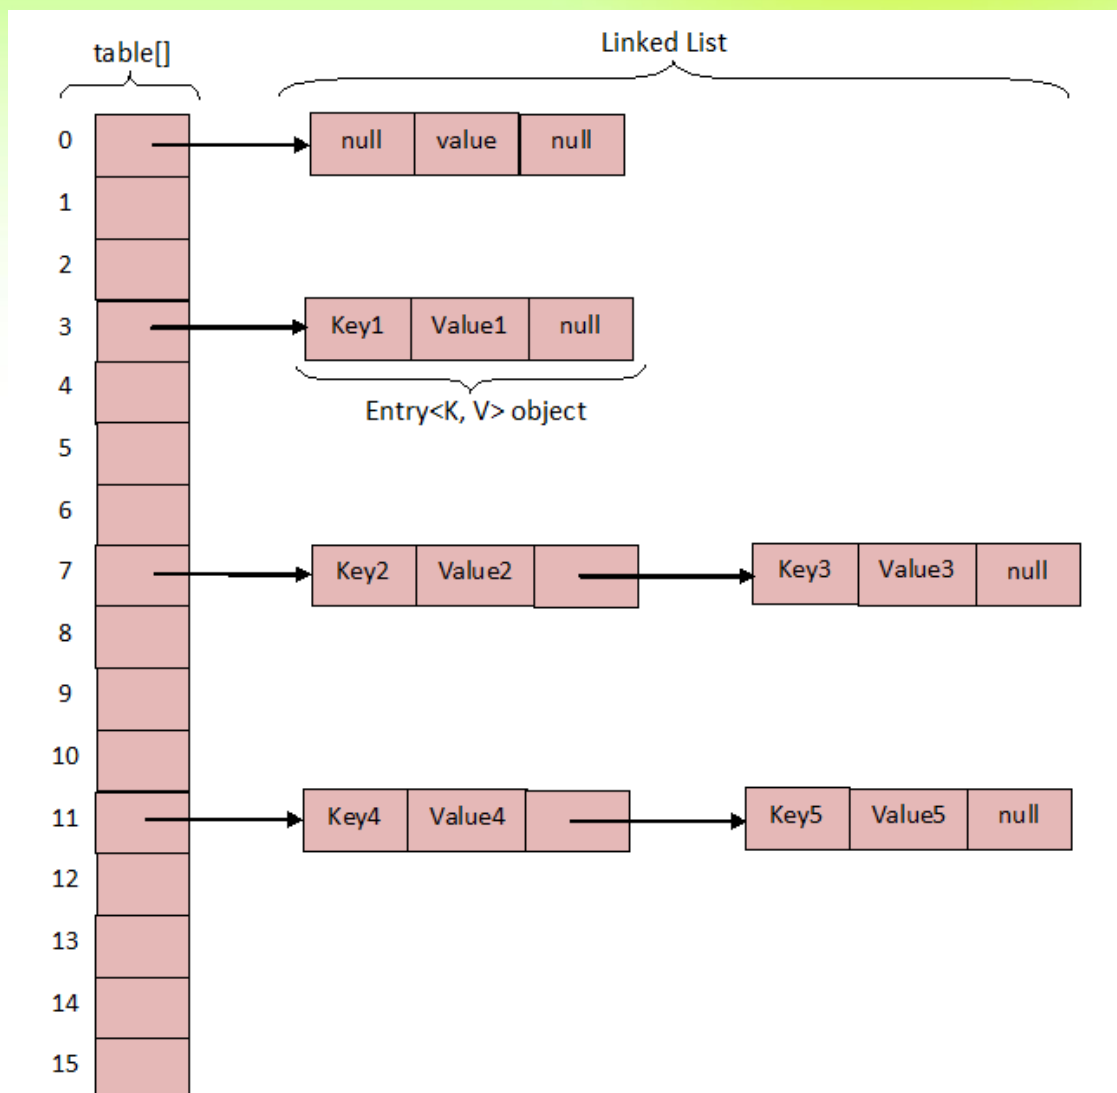 table[]
Linked List
0
null value null
1
2
3
Key1 Value1 null
4
Entry<K, V> object
5
6
7
Key2 Value2
Key3 Value3 null
8
9
10
11
Key4 Value4
Key5 Value5 null
12
13
14
15